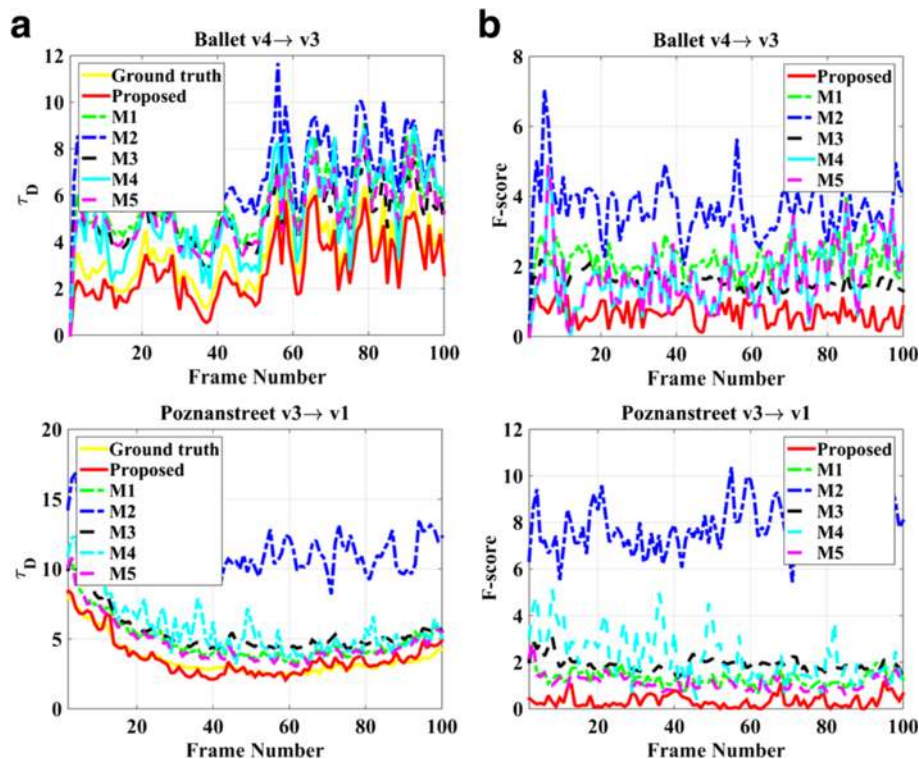 a
b
Ballet v4→ v3
12
10
8
6
4
2
0
τD
Ground truth
Proposed
M1
M2
M3
M4
M5
20
40
60
80
100
Frame Number
Ballet v4→ v3
8
6
4
2
0
F-score
Proposed
M1
M2
M3
M4
M5
20
40
60
80
100
Frame Number
Poznanstreet v3→ v1
20
15
10
5
0
τD
Ground truth
Proposed
M1
M2
M3
M4
M5
20
40
60
80
100
Frame Number
Poznanstreet v3→ v1
12
10
8
6
4
2
0
F-score
Proposed
M1
M2
M3
M4
M5
20
40
60
80
100
Frame Number